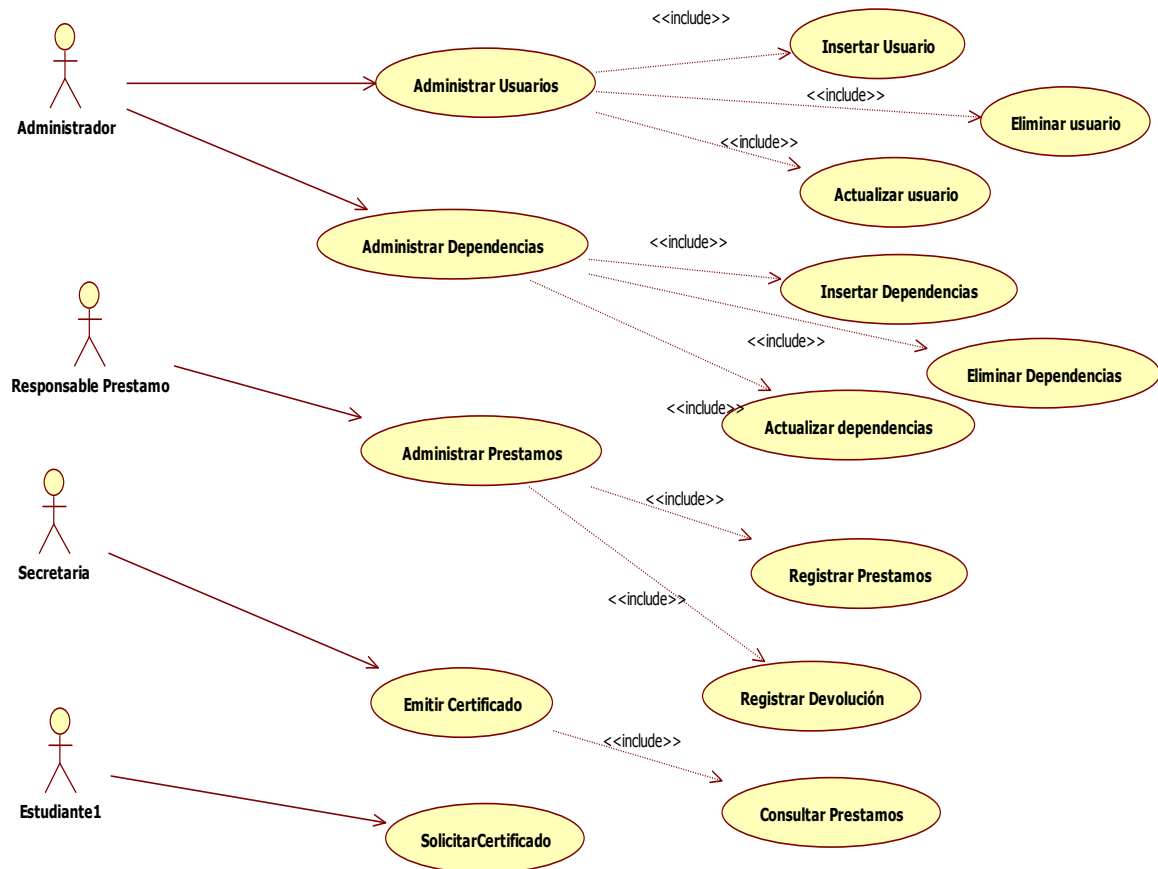 <<include>>
Insertar Usuario
Administrar Usuarios
<<include>>
Eliminar usuario
Administrador
<<include>>
Actualizar usuario
Administrar Dependencias
<<include>>
Insertar Dependencias
<<include>>
Eliminar Dependencias
Responsable Prestamo
<<include>>
Actualizar dependencias
Administrar Prestamos
<<include>>
Secretaria
Registrar Prestamos
<<include>>
Emitir Certificado
Registrar Devolución
<<include>>
Estudiante1
Consultar Prestamos
SolicitarCertificado